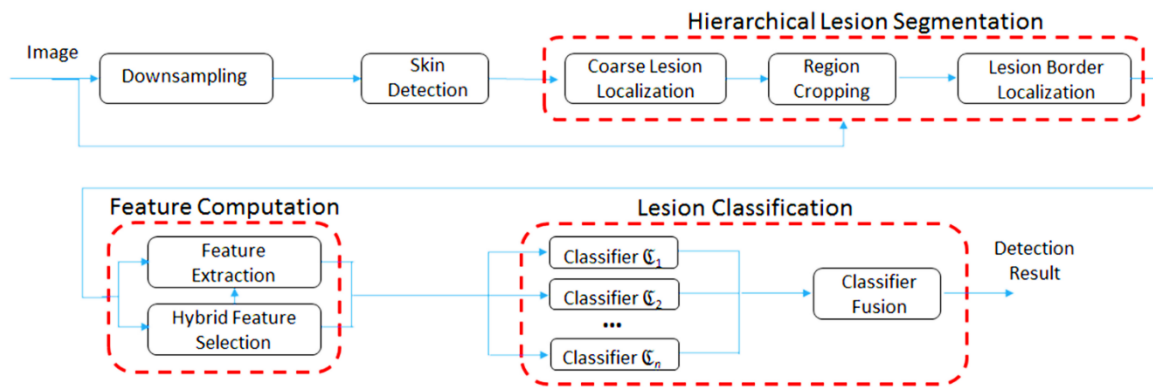 Hierarchical Lesion Segmentation
Image
Downsampling
Skin
Detection
Coarse Lesion
Localization
Region
Cropping
Lesion Border
Localization
Feature Computation
Feature
Extraction
Hybrid Feature
Selection
Lesion Classification
Classifier ℭ₁
Classifier ℭ₂
...
Classifier ℭₙ
Classifier
Fusion
Detection
Result